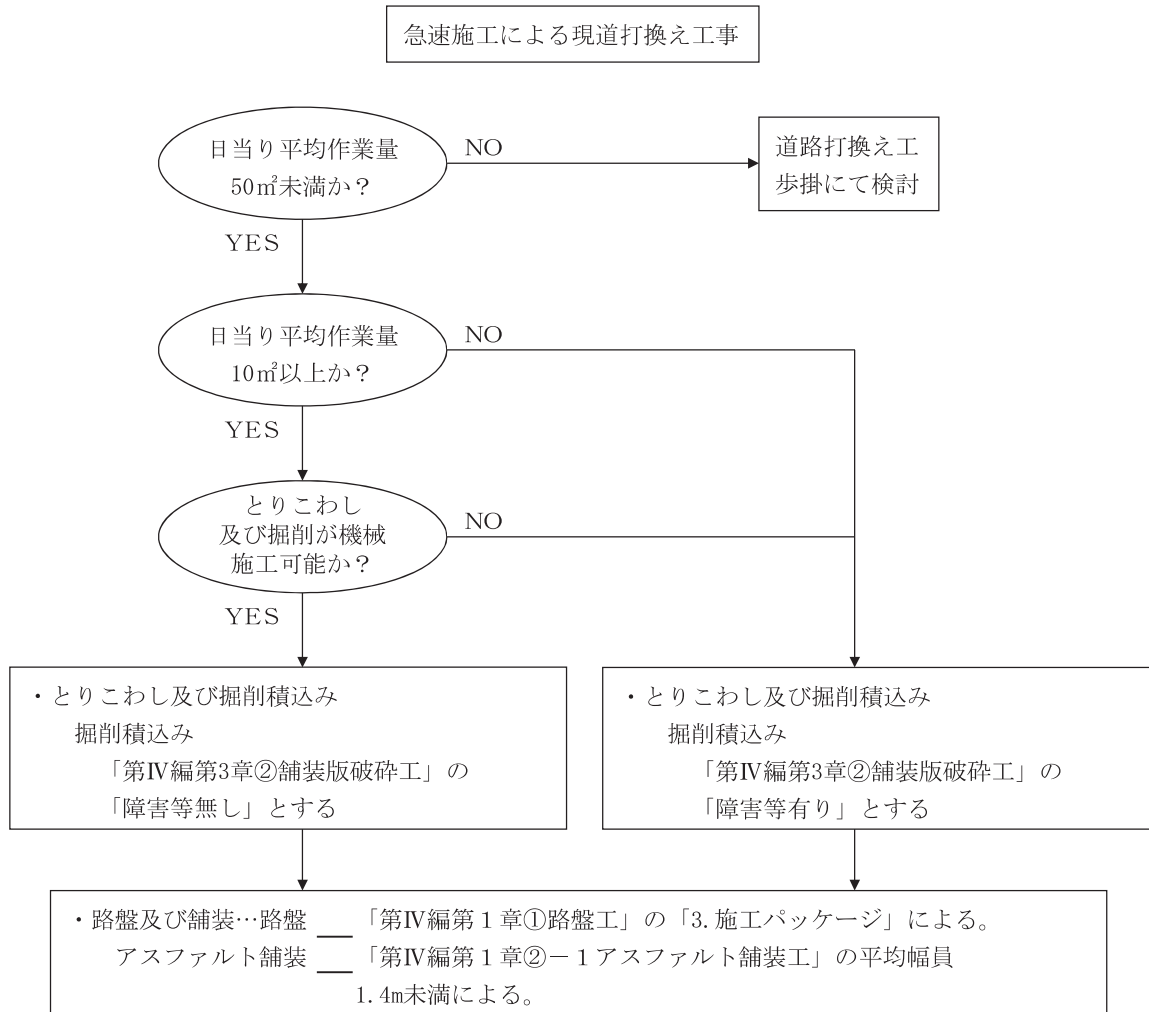 急速施工による現道打換え工事
日当り平均作業量
50㎡未満か？
NO
道路打換え工
歩掛にて検討
YES
日当り平均作業量
10㎡以上か？
NO
YES
とりこわし
及び掘削が機械
施工可能か？
NO
YES
・とりこわし及び掘削積込み
掘削積込み
「第Ⅳ編第3章②舗装版破砕工」の
「障害等無し」とする
・とりこわし及び掘削積込み
掘削積込み
「第Ⅳ編第3章②舗装版破砕工」の
「障害等有り」とする
・路盤及び舗装…路盤 __ 「第Ⅳ編第１章①路盤工」の「3.施工パッケージ」による。
アスファルト舗装 __ 「第Ⅳ編第１章②－１アスファルト舗装工」の平均幅員
1.4m未満による。